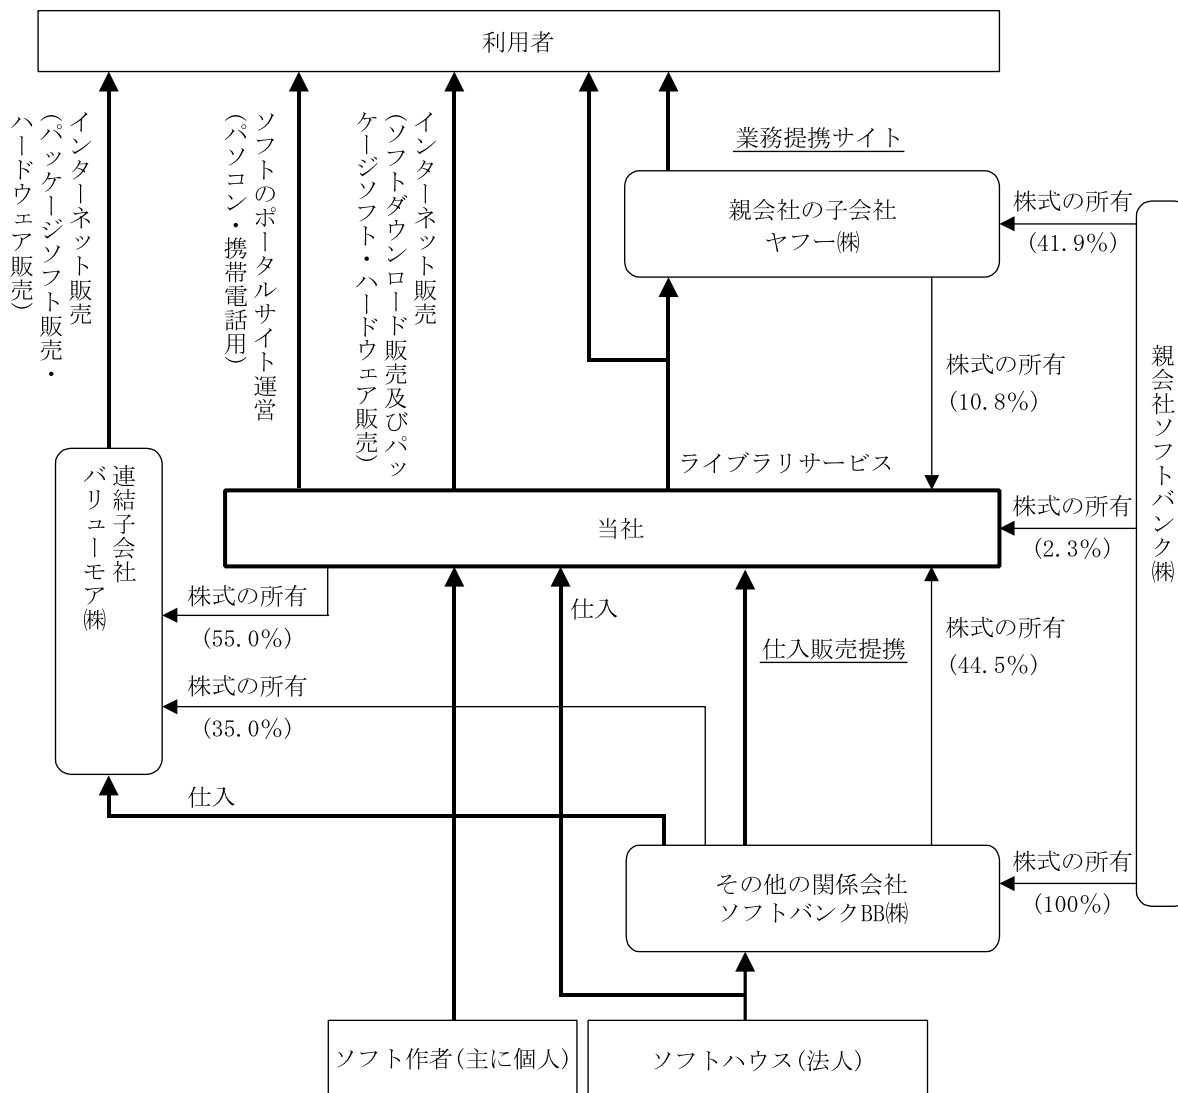 利用者
インターネット販売
(パッケージソフト販売・
ハードウェア販売)
ソフトのポータルサイト運営
(パソコン・携帯電話用)
インターネット販売
(ソフトダウンロード販売及びパッ
ケージソフト・ハードウェア販売)
業務提携サイト
親会社の子会社
ヤフー㈱
株式の所有
(41.9%)
株式の所有
(10.8%)
親会社ソフトバンク㈱
ライブラリサービス
連結子会社
バリューモア㈱
当社
株式の所有
(2.3%)
株式の所有
(55.0%)
仕入
仕入販売提携
株式の所有
(44.5%)
株式の所有
(35.0%)
仕入
その他の関係会社
ソフトバンクBB㈱
株式の所有
(100%)
ソフト作者(主に個人)
ソフトハウス(法人)